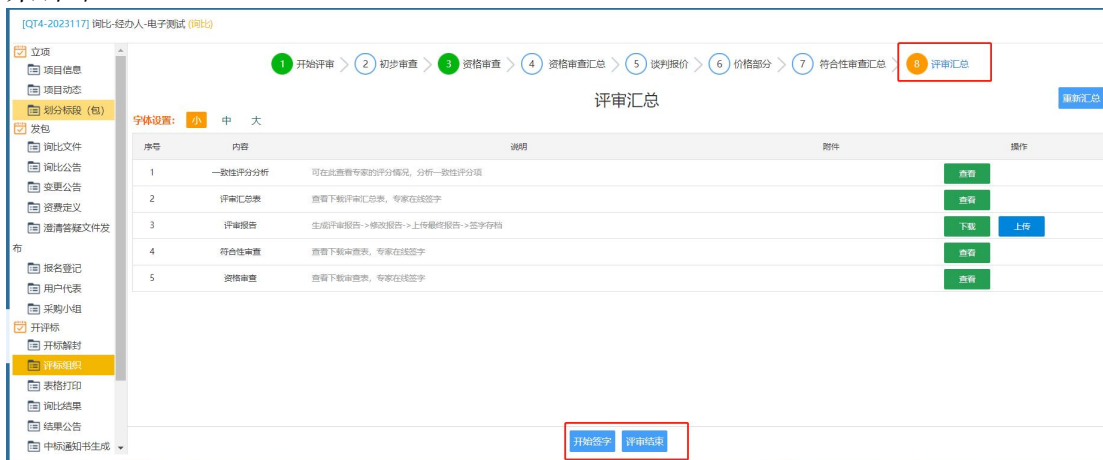 [QT4-2023117] 询比-经办人-电子测试 (询比)
立项
项目信息
项目动态
划分标段（包）
发包
询比文件
询比公告
变更公告
资费定义
澄清答疑文件发
布
报名登记
用户代表
采购小组
开评标
开标解封
评标组织
表格打印
询比结果
结果公告
中标通知书生成
1 开始评审 2 初步审查 3 资格审查 4 资格审查汇总 5 谈判报价 6 价格部分 7 符合性审查汇总 8 评审汇总
评审汇总
重新汇总
字体设置： 小 中 大
序号 内容 说明 附件 操作
1 一致性评分分析 可在此查看专家的评分情况，分析一致性评分项 查看
2 评审汇总表 查看下载评审汇总表，专家在线签字 查看
3 评审报告 生成评审报告->修改报告->上传最终报告->签字存档 下载 上传
4 符合性审查 查看下载审查表，专家在线签字 查看
5 资格审查 查看下载审查表，专家在线签字 查看
开始签字 评审结束